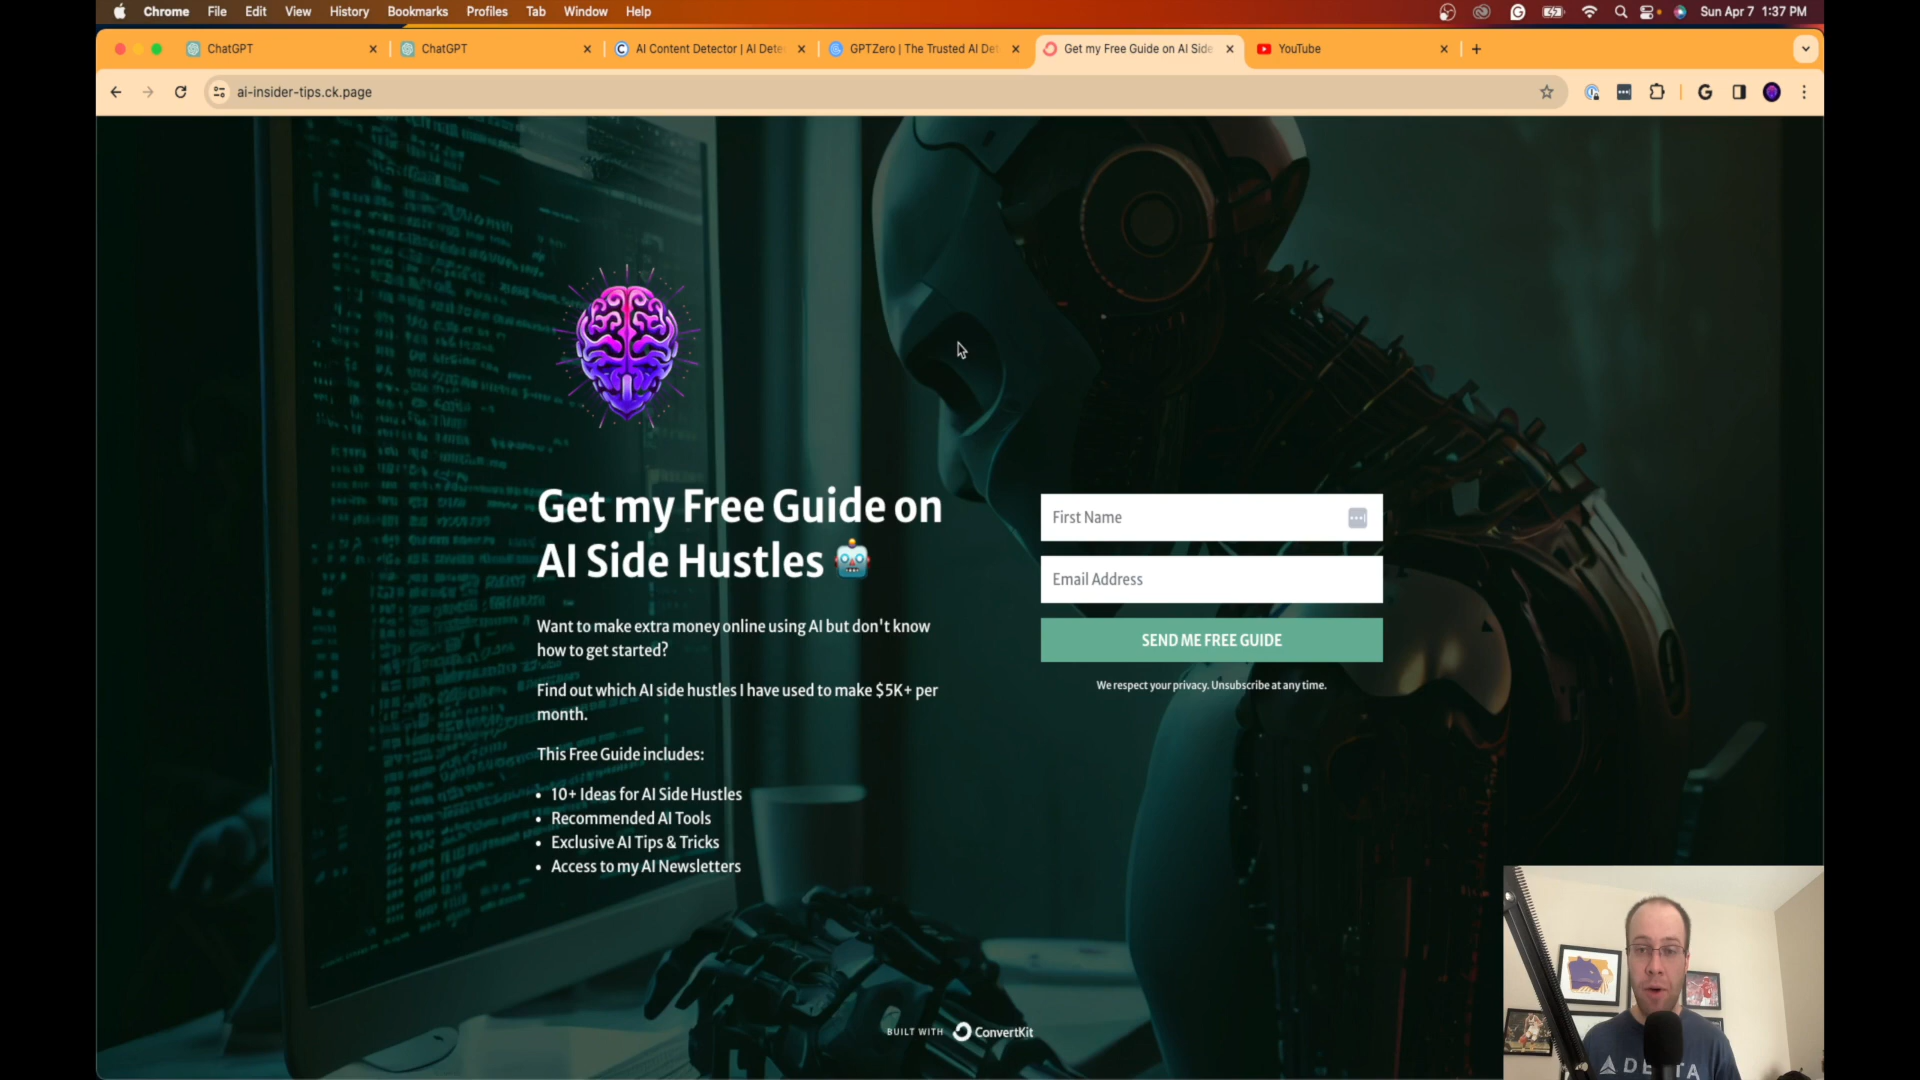 Chrome File Edit View History Bookmarks Profiles Tab Window Help
Sun Apr 7 1:37 PM
ChatGPT
ChatGPT
AI Content Detector | AI Dete
GPTZero | The Trusted AI Det
Get my Free Guide on AI Side
YouTube
ai-insider-tips.ck.page
Get my Free Guide on
AI Side Hustles
Want to make extra money online using AI but don't know
how to get started?
Find out which AI side hustles I have used to make $5K+ per
month.
This Free Guide includes:
• 10+ Ideas for AI Side Hustles
• Recommended AI Tools
• Exclusive AI Tips & Tricks
• Access to my AI Newsletters
First Name
Email Address
SEND ME FREE GUIDE
We respect your privacy. Unsubscribe at any time.
BUILT WITH ConvertKit